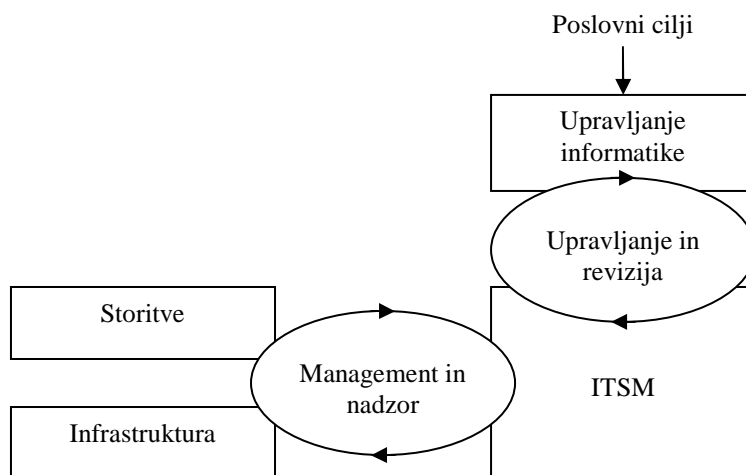 Poslovni cilji
Upravljanje
informatike
Upravljanje in
revizija
Storitve
Management in
nadzor
ITSM
Infrastruktura